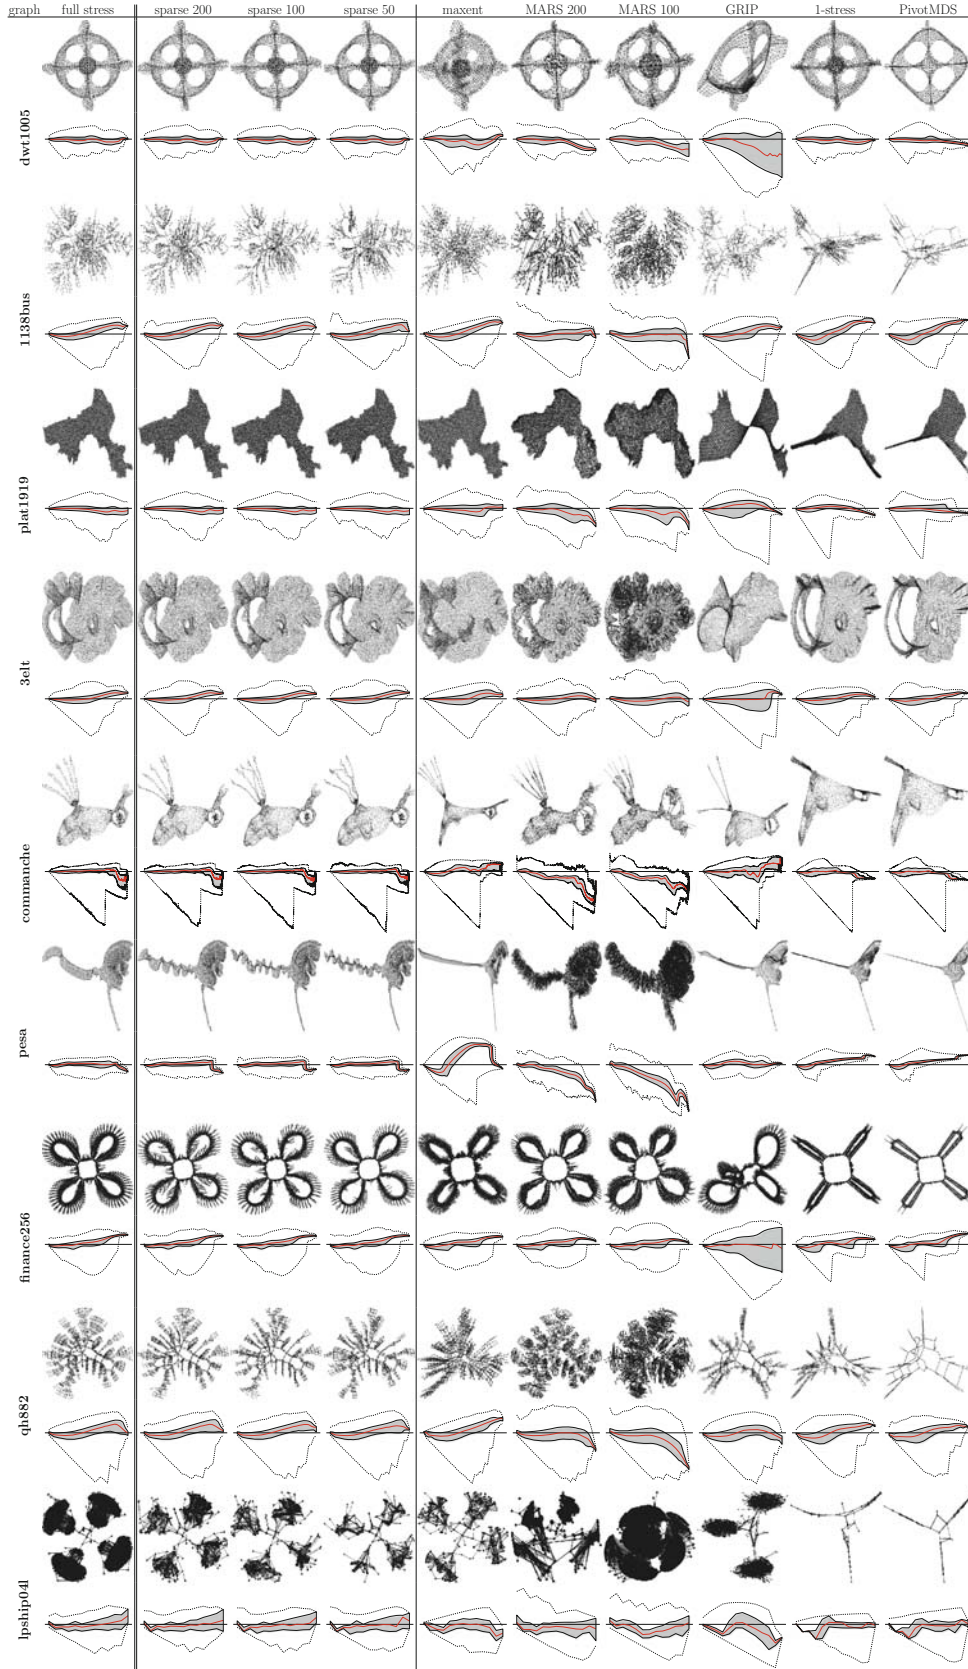 graph full stress sparse 200 sparse 100 sparse 50 maxent MARS 200 MARS 100 GRIP 1-stress PivotMDS
dwt1005
1138bus
plat1919
3elt
commanche
pesa
finance256
qh882
lpship04l